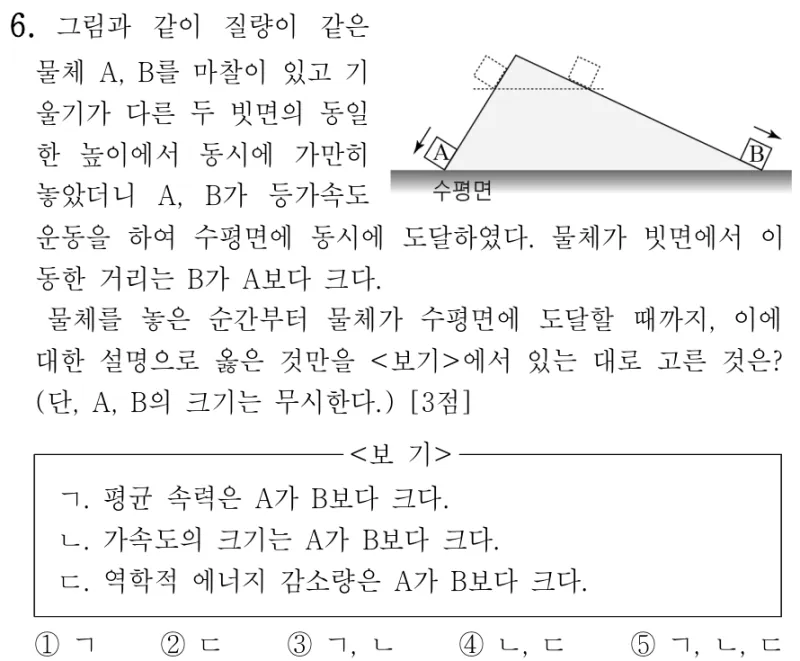 6. 그림과 같이 질량이 같은
물체 A, B를 마찰이 있고 기
울기가 다른 두 빗면의 동일
한 높이에서 동시에 가만히
놓았더니 A, B가 등가속도
A
B
수평면
운동을 하여 수평면에 동시에 도달하였다. 물체가 빗면에서 이
동한 거리는 B가 A보다 크다.
물체를 놓은 순간부터 물체가 수평면에 도달할 때까지, 이에
대한 설명으로 옳은 것만을 <보기>에서 있는 대로 고른 것은?
(단, A, B의 크기는 무시한다.) [3점]
<보 기>
ㄱ. 평균 속력은 A가 B보다 크다.
ㄴ. 가속도의 크기는 A가 B보다 크다.
ㄷ. 역학적 에너지 감소량은 A가 B보다 크다.
① ㄱ ② ㄷ ③ ㄱ, ㄴ ④ ㄴ, ㄷ ⑤ ㄱ, ㄴ, ㄷ